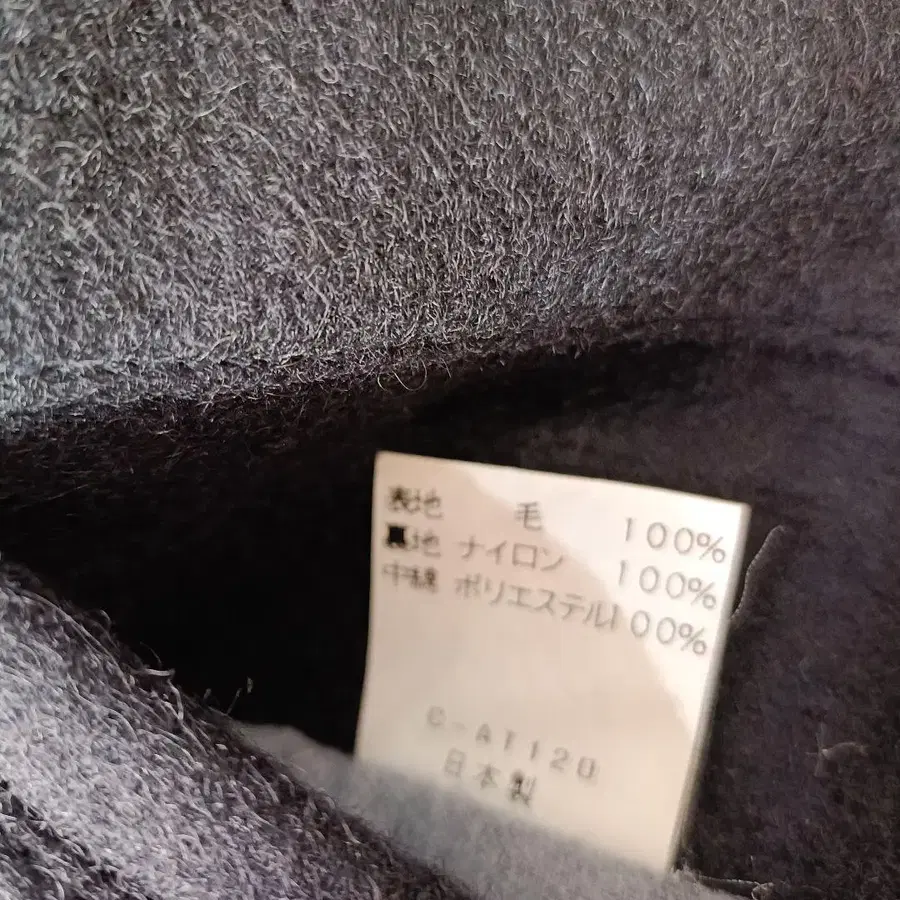 表地 毛 100%
裏地 ナイロン 100%
中綿 ポリエステル100%
C-A1120
日本製